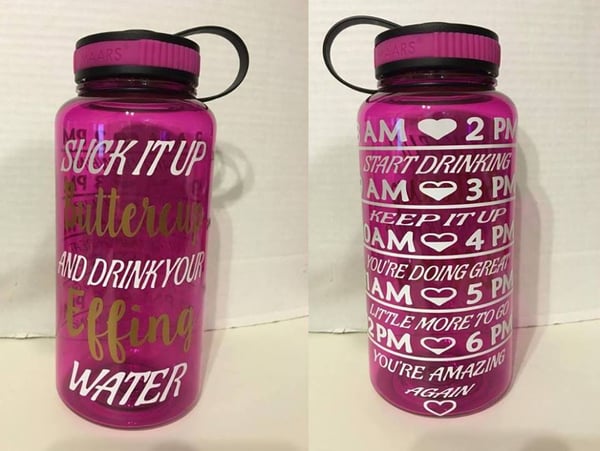 SUCK IT UP
Buttercup
AND DRINK YOUR
Effing
WATER
MAARS
AM 2 PM
START DRINKING
AM 3 PM
KEEP IT UP
AM 4 PM
YOU'RE DOING GREAT
AM 5 PM
LITTLE MORE TO GO
PM 6 PM
YOU'RE AMAZING
AGAIN